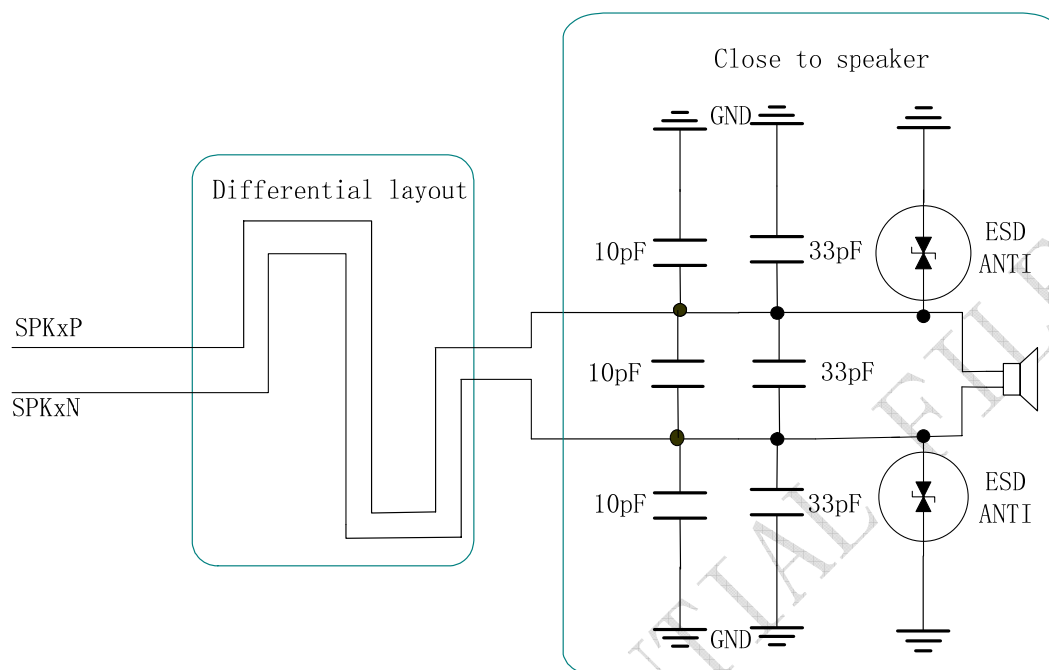 Close to speaker
GND
Differential layout
10pF
33pF
ESD
ANTI
SPKxP
10pF
33pF
SPKxN
10pF
33pF
ESD
ANTI
GND